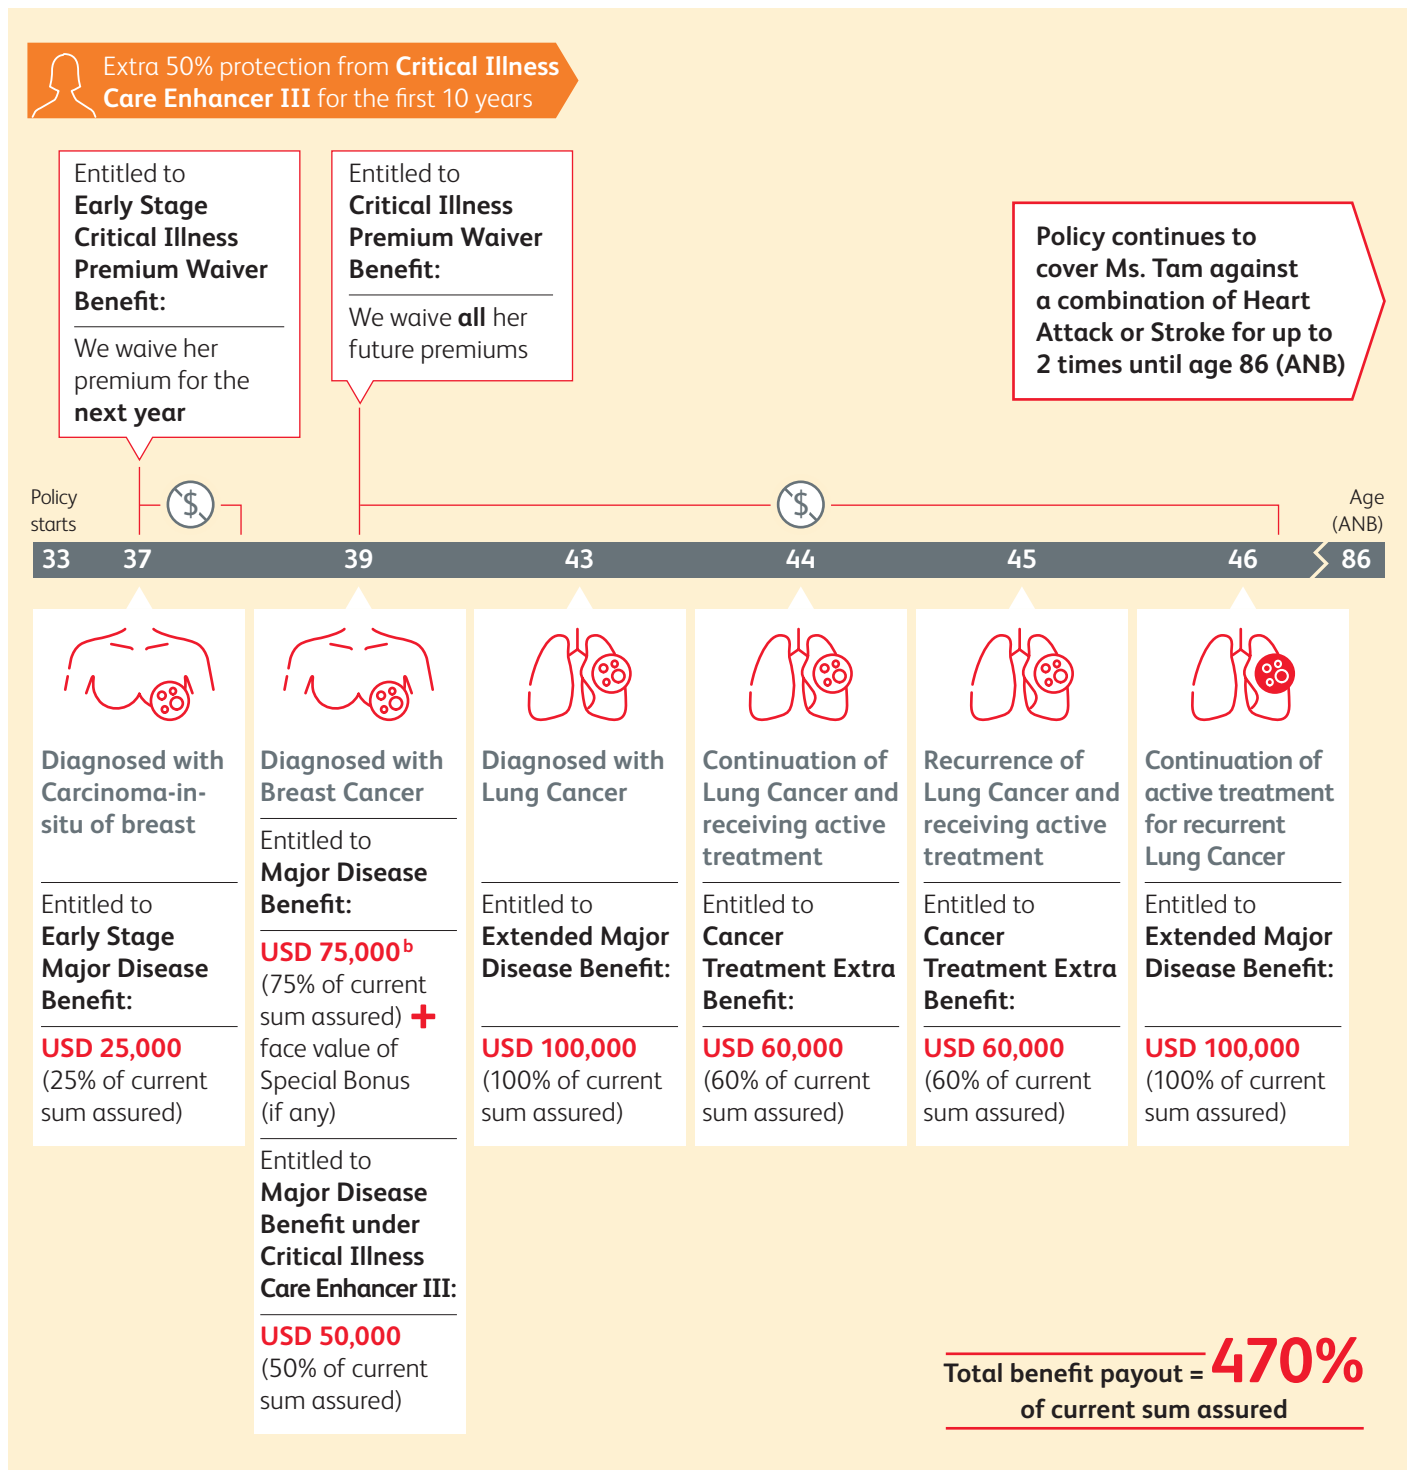 Extra 50% protection from Critical Illness
Care Enhancer III for the first 10 years
Entitled to
Early Stage
Critical Illness
Premium Waiver
Benefit:
We waive her
premium for the
next year
Entitled to
Critical Illness
Premium Waiver
Benefit:
We waive all her
future premiums
Policy continues to
cover Ms. Tam against
a combination of Heart
Attack or Stroke for up to
2 times until age 86 (ANB)
Policy
starts
$
$
Age
(ANB)
33 37 39 43 44 45 46 86
Diagnosed with
Carcinoma-in-
situ of breast
Entitled to
Early Stage
Major Disease
Benefit:
USD 25,000
(25% of current
sum assured)
Diagnosed with
Breast Cancer
Entitled to
Major Disease
Benefit:
USD 75,000b
(75% of current
sum assured) +
face value of
Special Bonus
(if any)
Entitled to
Major Disease
Benefit under
Critical Illness
Care Enhancer III:
USD 50,000
(50% of current
sum assured)
Diagnosed with
Lung Cancer
Entitled to
Extended Major
Disease Benefit:
USD 100,000
(100% of current
sum assured)
Continuation of
Lung Cancer and
receiving active
treatment
Entitled to
Cancer
Treatment Extra
Benefit:
USD 60,000
(60% of current
sum assured)
Recurrence of
Lung Cancer and
receiving active
treatment
Entitled to
Cancer
Treatment Extra
Benefit:
USD 60,000
(60% of current
sum assured)
Continuation of
active treatment
for recurrent
Lung Cancer
Entitled to
Extended Major
Disease Benefit:
USD 100,000
(100% of current
sum assured)
Total benefit payout = 470%
of current sum assured